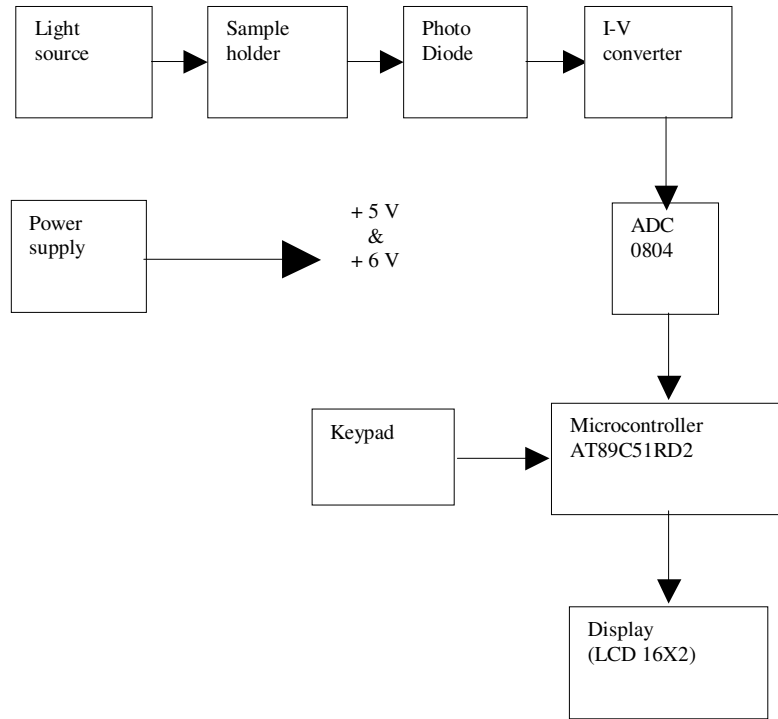 Light
source
Sample
holder
Photo
Diode
I-V
converter
Power
supply
+ 5 V
&
+ 6 V
ADC
0804
Keypad
Microcontroller
AT89C51RD2
Display
(LCD 16X2)